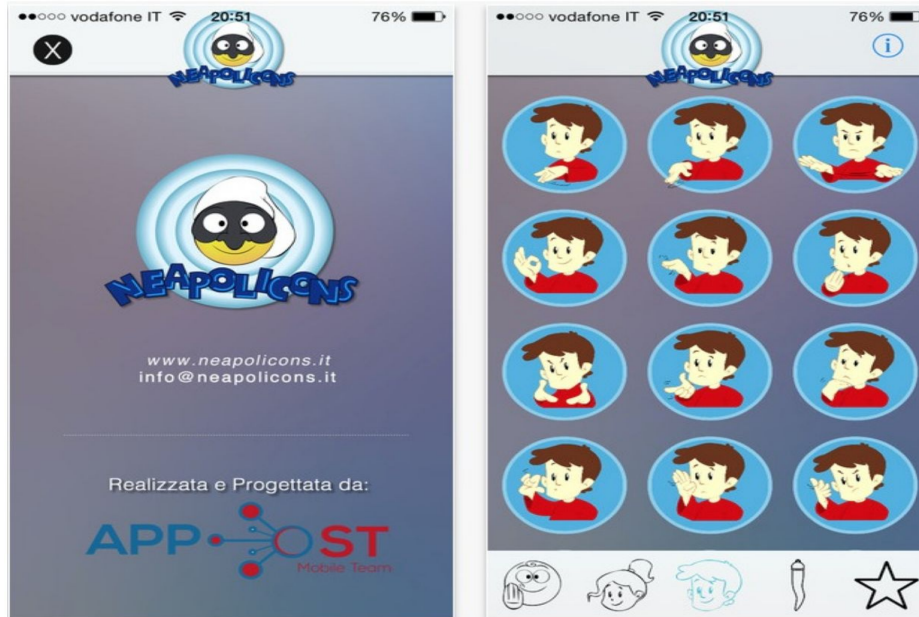 vodafone IT 20:51 76%
X
NEAPOLICONS
NEAPOLICONS
www.neapolicons.it
info@neapolicons.it
Realizzata e Progettata da:
APP OST
Mobile Team
vodafone IT 20:51 76%
NEAPOLICONS
i